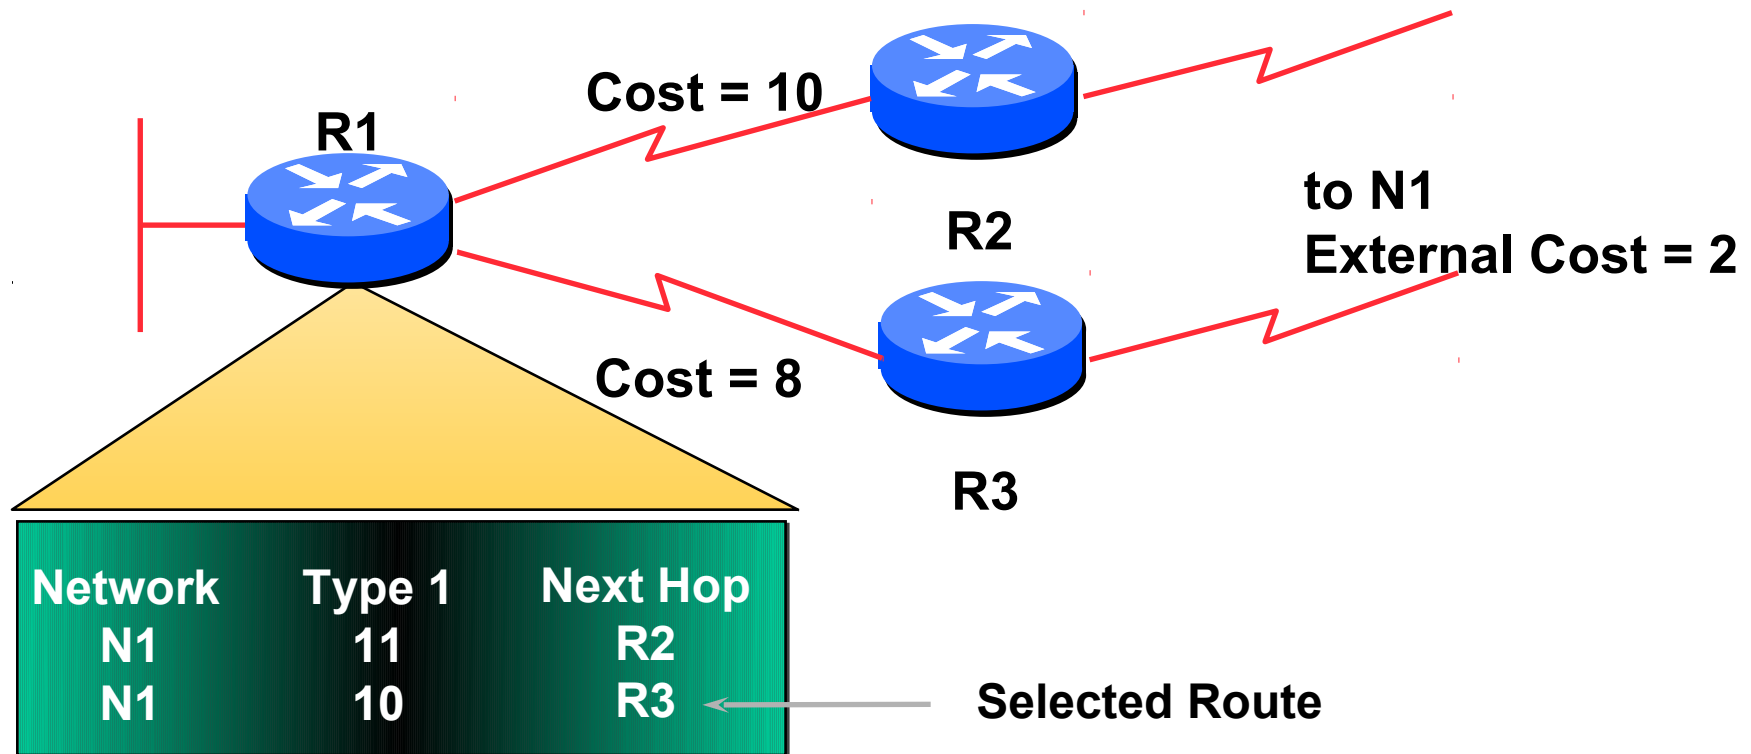 Cost = 10
R1
to N1
R2
External Cost = 2
Cost = 8
R3
Network Type 1 Next Hop
N1 11 R2
N1 10 R3
Selected Route